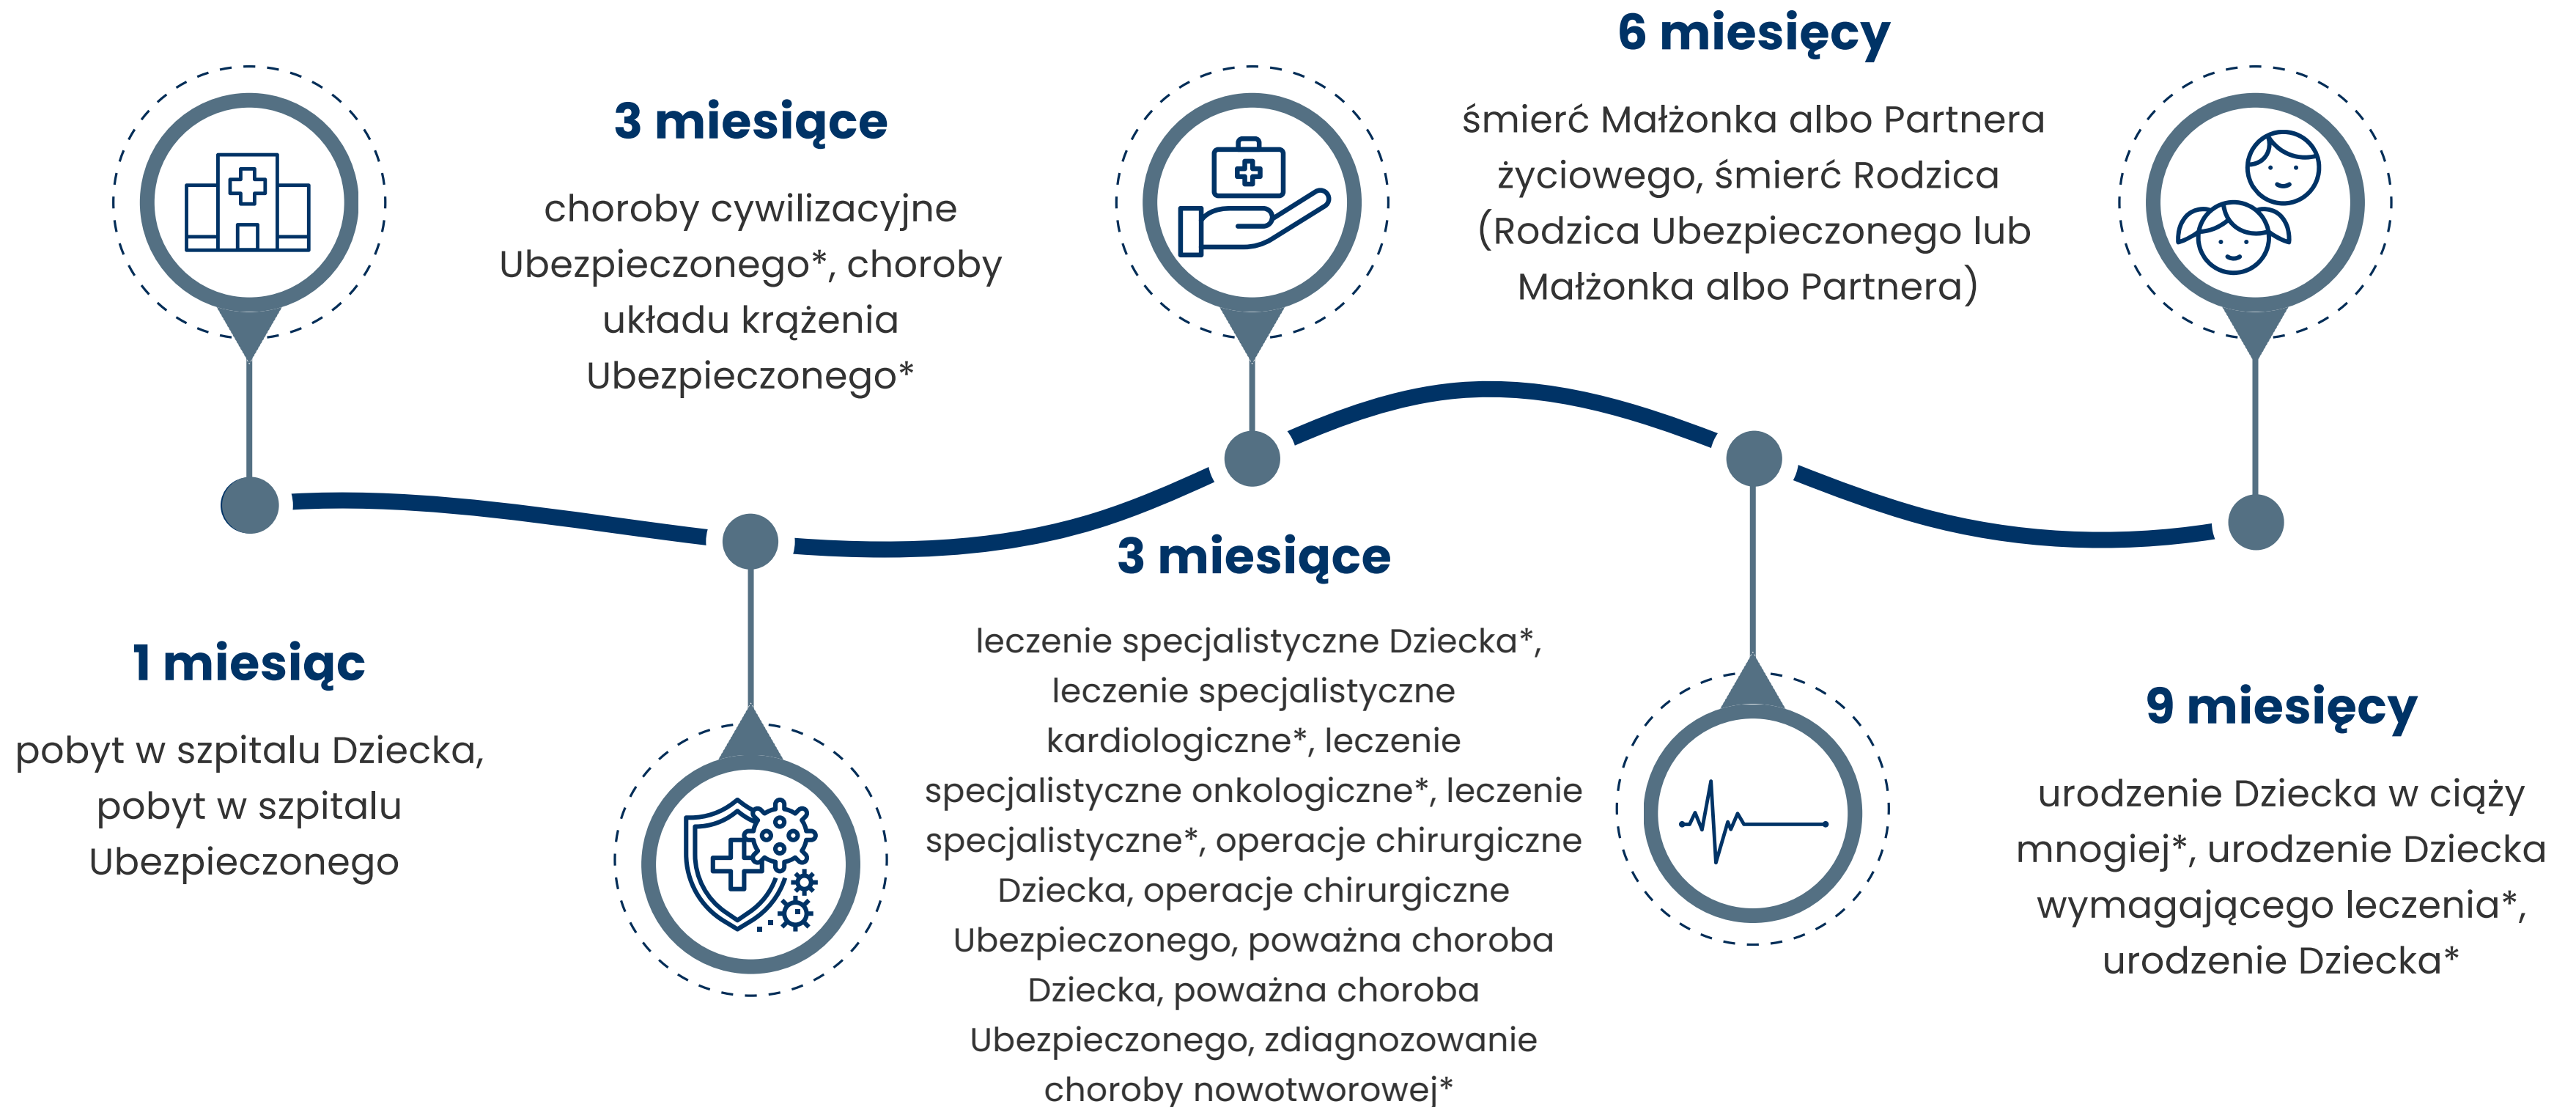 1 miesiąc
pobyt w szpitalu Dziecka,
pobyt w szpitalu
Ubezpieczonego
3 miesiące
choroby cywilizacyjne
Ubezpieczonego*, choroby
układu krążenia
Ubezpieczonego*
3 miesiące
leczenie specjalistyczne Dziecka*,
leczenie specjalistyczne
kardiologiczne*, leczenie
specjalistyczne onkologiczne*, leczenie
specjalistyczne*, operacje chirurgiczne
Dziecka, operacje chirurgiczne
Ubezpieczonego, poważna choroba
Dziecka, poważna choroba
Ubezpieczonego, zdiagnozowanie
choroby nowotworowej*
6 miesięcy
śmierć Małżonka albo Partnera
życiowego, śmierć Rodzica
(Rodzica Ubezpieczonego lub
Małżonka albo Partnera)
9 miesięcy
urodzenie Dziecka w ciąży
mnogiej*, urodzenie Dziecka
wymagającego leczenia*,
urodzenie Dziecka*